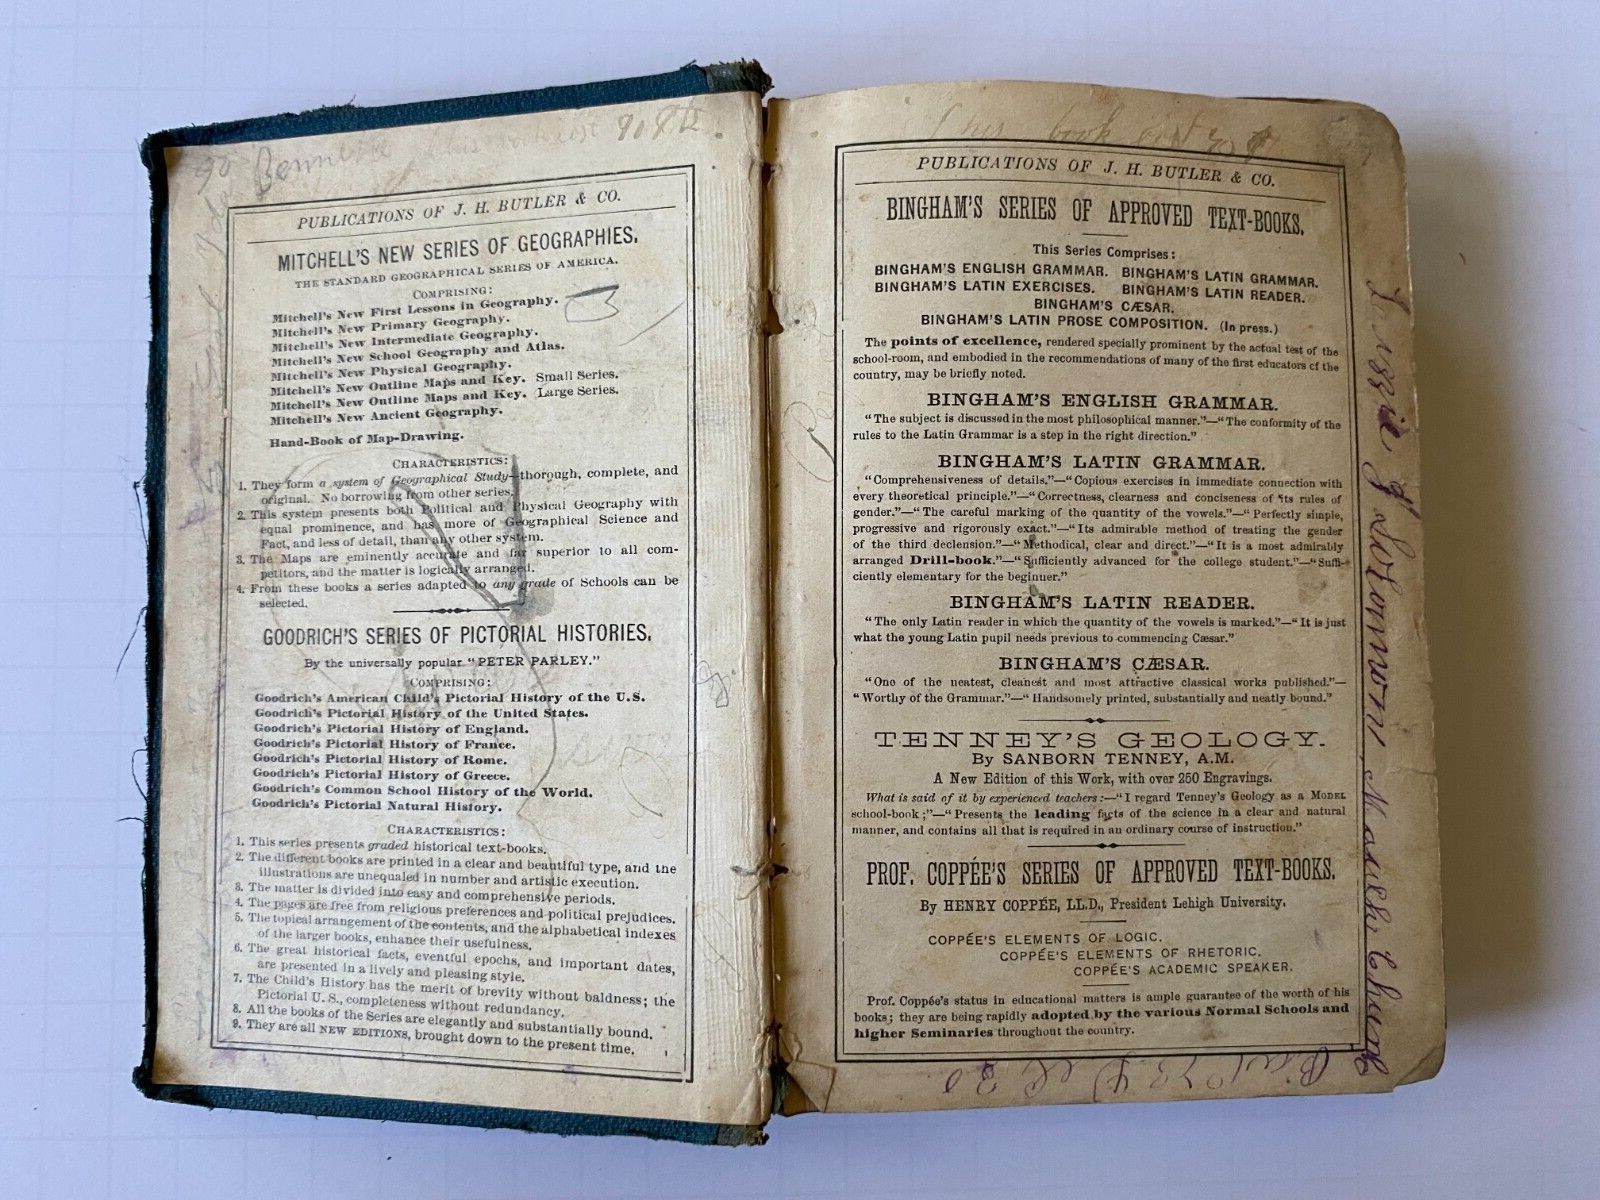 this book cost 90 cts
PUBLICATIONS OF J. H. BUTLER & CO.
MITCHELL'S NEW SERIES OF GEOGRAPHIES.
THE STANDARD GEOGRAPHICAL SERIES OF AMERICA.
COMPRISING:
Mitchell's New First Lessons in Geography.
Mitchell's New Primary Geography.
Mitchell's New Intermediate Geography.
Mitchell's New School Geography and Atlas.
Mitchell's New Physical Geography.
Mitchell's New Outline Maps and Key. Small Series.
Mitchell's New Outline Maps and Key. Large Series.
Mitchell's New Ancient Geography.
Hand-Book of Map-Drawing.
CHARACTERISTICS:
1. They form a system of Geographical Study—thorough, complete, and
original. No borrowing from other series.
2. This system presents both Political and Physical Geography with
equal prominence, and has more of Geographical Science and
Fact, and less of detail, than any other system.
3. The Maps are eminently accurate and far superior to all com-
petitors, and the matter is logically arranged.
4. From these books a series adapted to any grade of Schools can be
selected.
GOODRICH'S SERIES OF PICTORIAL HISTORIES.
By the universally popular "PETER PARLEY."
COMPRISING:
Goodrich's American Child's Pictorial History of the U.S.
Goodrich's Pictorial History of the United States.
Goodrich's Pictorial History of England.
Goodrich's Pictorial History of France.
Goodrich's Pictorial History of Rome.
Goodrich's Pictorial History of Greece.
Goodrich's Common School History of the World.
Goodrich's Pictorial Natural History.
CHARACTERISTICS:
1. This series presents graded historical text-books.
2. The different books are printed in a clear and beautiful type, and the
illustrations are unequaled in number and artistic execution.
3. The matter is divided into easy and comprehensive periods.
4. The pages are free from religious preferences and political prejudices.
5. The topical arrangement of the contents, and the alphabetical indexes
of the larger books, enhance their usefulness.
6. The great historical facts, eventful epochs, and important dates,
are presented in a lively and pleasing style.
7. The Child's History has the merit of brevity without baldness; the
Pictorial U. S., completeness without redundancy.
8. All the books of the Series are elegantly and substantially bound.
9. They are all NEW EDITIONS, brought down to the present time.
This book cost 90
PUBLICATIONS OF J. H. BUTLER & CO.
BINGHAM'S SERIES OF APPROVED TEXT-BOOKS.
This Series Comprises:
BINGHAM'S ENGLISH GRAMMAR. BINGHAM'S LATIN GRAMMAR.
BINGHAM'S LATIN EXERCISES. BINGHAM'S LATIN READER.
BINGHAM'S CÆSAR.
BINGHAM'S LATIN PROSE COMPOSITION. (In press.)
The points of excellence, rendered specially prominent by the actual test of the
school-room, and embodied in the recommendations of many of the first educators of the
country, may be briefly noted.
BINGHAM'S ENGLISH GRAMMAR.
"The subject is discussed in the most philosophical manner."—"The conformity of the
rules to the Latin Grammar is a step in the right direction."
BINGHAM'S LATIN GRAMMAR.
"Comprehensiveness of details."—"Copious exercises in immediate connection with
every theoretical principle."—"Correctness, clearness and conciseness of its rules of
gender."—"The careful marking of the quantity of the vowels."—"Perfectly simple,
progressive and rigorously exact."—"Its admirable method of treating the gender
of the third declension."—"Methodical, clear and direct."—"It is a most admirably
arranged Drill-book."—"Sufficiently advanced for the college student."—"Suffi-
ciently elementary for the beginner."
BINGHAM'S LATIN READER.
"The only Latin reader in which the quantity of the vowels is marked."—"It is just
what the young Latin pupil needs previous to commencing Cæsar."
BINGHAM'S CÆSAR.
"One of the neatest, cleanest and most attractive classical works published."—
"Worthy of the Grammar."—"Handsomely printed, substantially and neatly bound."
TENNEY'S GEOLOGY.
By SANBORN TENNEY, A.M.
A New Edition of this Work, with over 250 Engravings.
What is said of it by experienced teachers:—"I regard Tenney's Geology as a MODEL
school-book;"—"Presents the leading facts of the science in a clear and natural
manner, and contains all that is required in an ordinary course of instruction."
PROF. COPPÉE'S SERIES OF APPROVED TEXT-BOOKS.
By HENRY COPPÉE, LL.D., President Lehigh University.
COPPÉE'S ELEMENTS OF LOGIC.
COPPÉE'S ELEMENTS OF RHETORIC.
COPPÉE'S ACADEMIC SPEAKER.
Prof. Coppée's status in educational matters is ample guarantee of the worth of his
books; they are being rapidly adopted by the various Normal Schools and
higher Seminaries throughout the country.
Mauch Chunk